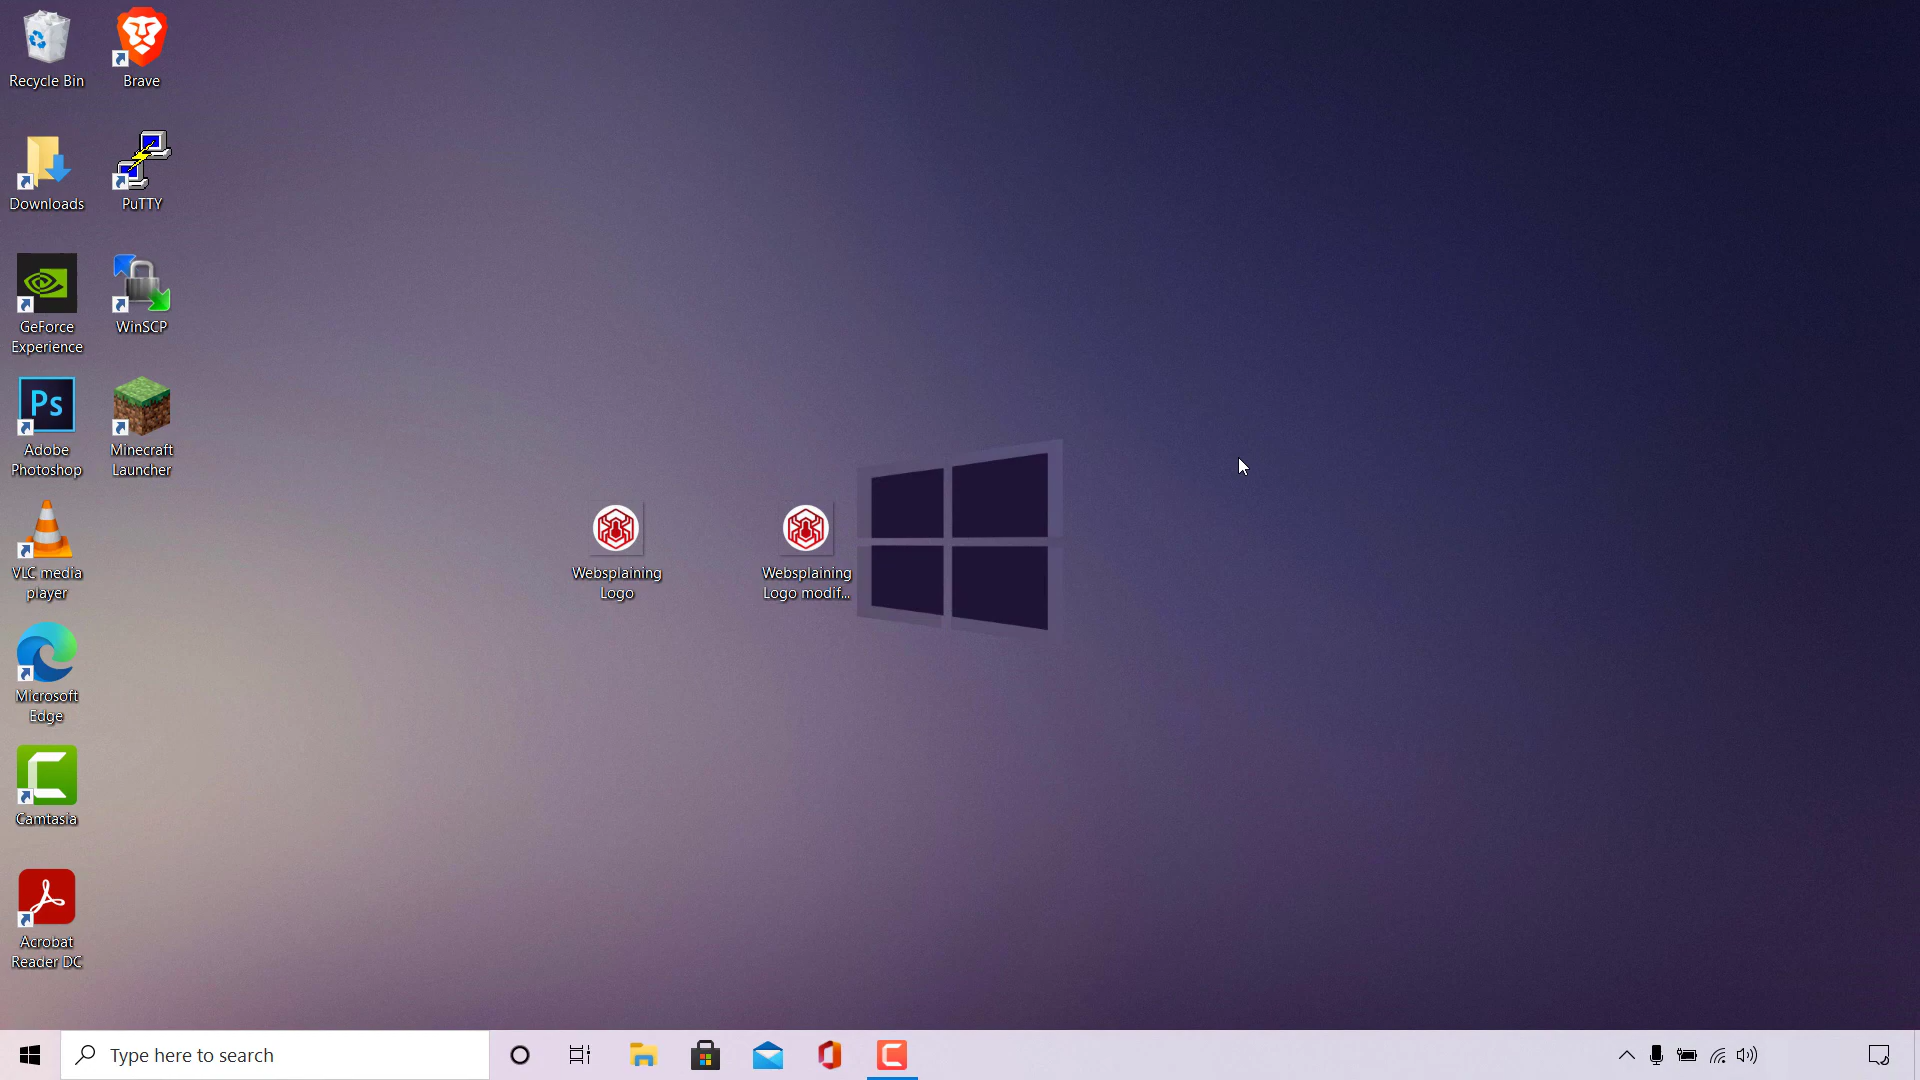 Recycle Bin
Brave
Downloads
PuTTY
GeForce
Experience
WinSCP
Ps
Adobe
Photoshop
Minecraft
Launcher
VLC media
player
Websplaining
Logo
Websplaining
Logo modif...
Microsoft
Edge
Camtasia
Acrobat
Reader DC
Type here to search